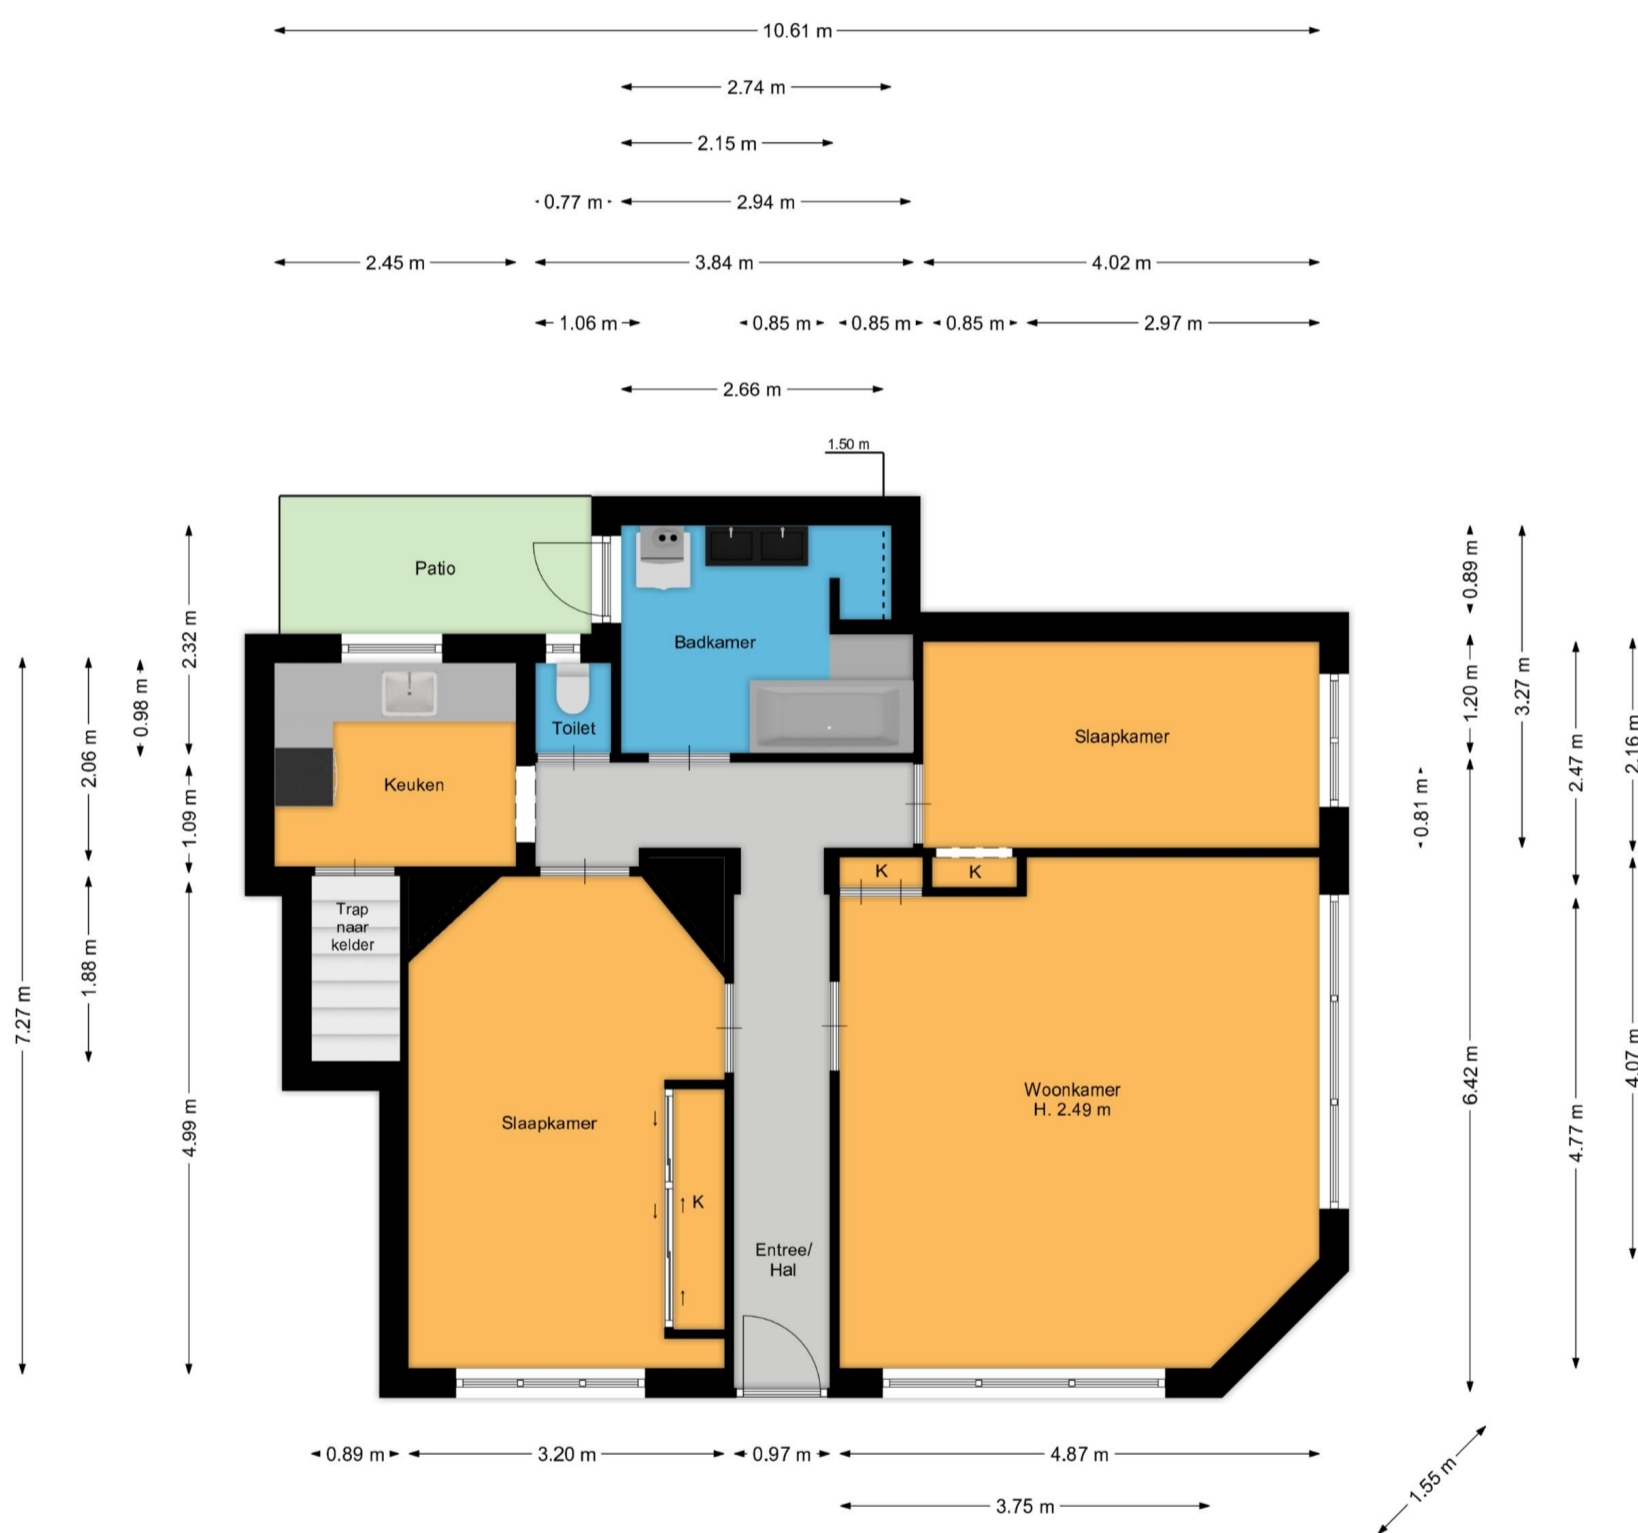 10.61 m
2.74 m
2.15 m
0.77 m 2.94 m
2.45 m 3.84 m 4.02 m
1.06 m 0.85 m 0.85 m 0.85 m 2.97 m
2.66 m
1.50 m
Patio
Badkamer
Toilet
Slaapkamer
Keuken
K
K
Trap
naar
kelder
Woonkamer
H. 2.49 m
Slaapkamer
K
Entree/
Hal
7.27 m
2.06 m
1.88 m
0.98 m
2.32 m
1.09 m
4.99 m
0.81 m
0.89 m
1.20 m
6.42 m
3.27 m
2.47 m
4.77 m
2.16 m
4.07 m
0.89 m 3.20 m 0.97 m 4.87 m
3.75 m
1.55 m